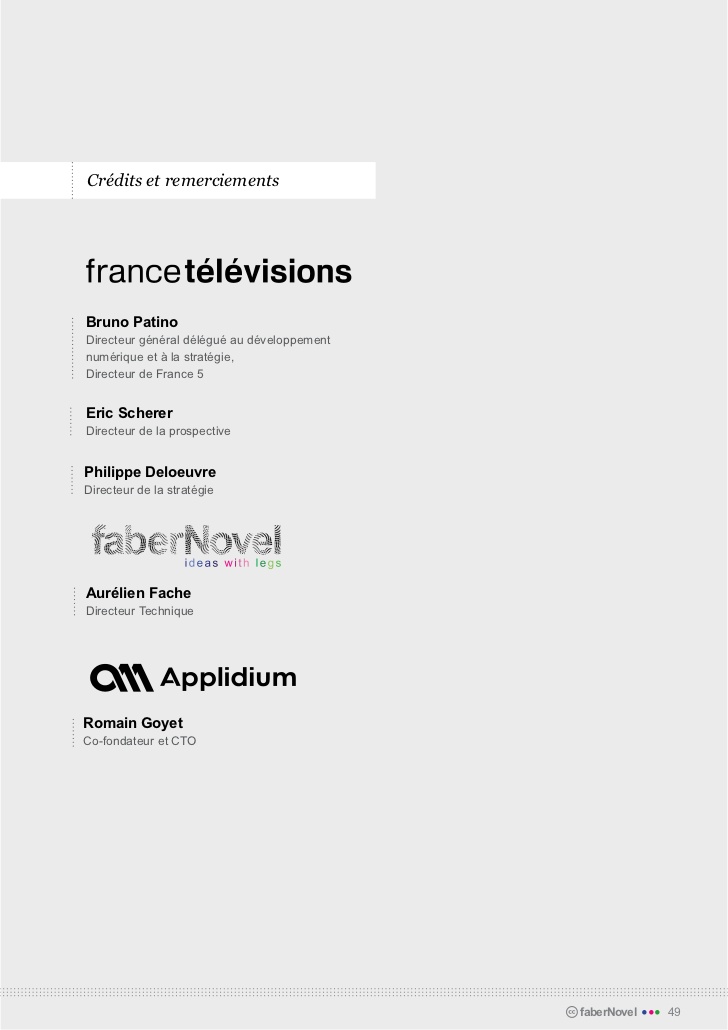 Crédits et remerciements
francetélévisions
Bruno Patino
Directeur général délégué au développement
numérique et à la stratégie,
Directeur de France 5
Eric Scherer
Directeur de la prospective
Philippe Deloeuvre
Directeur de la stratégie
faberNovel
ideas with legs
Aurélien Fache
Directeur Technique
Applidium
Romain Goyet
Co-fondateur et CTO
cc faberNovel 49